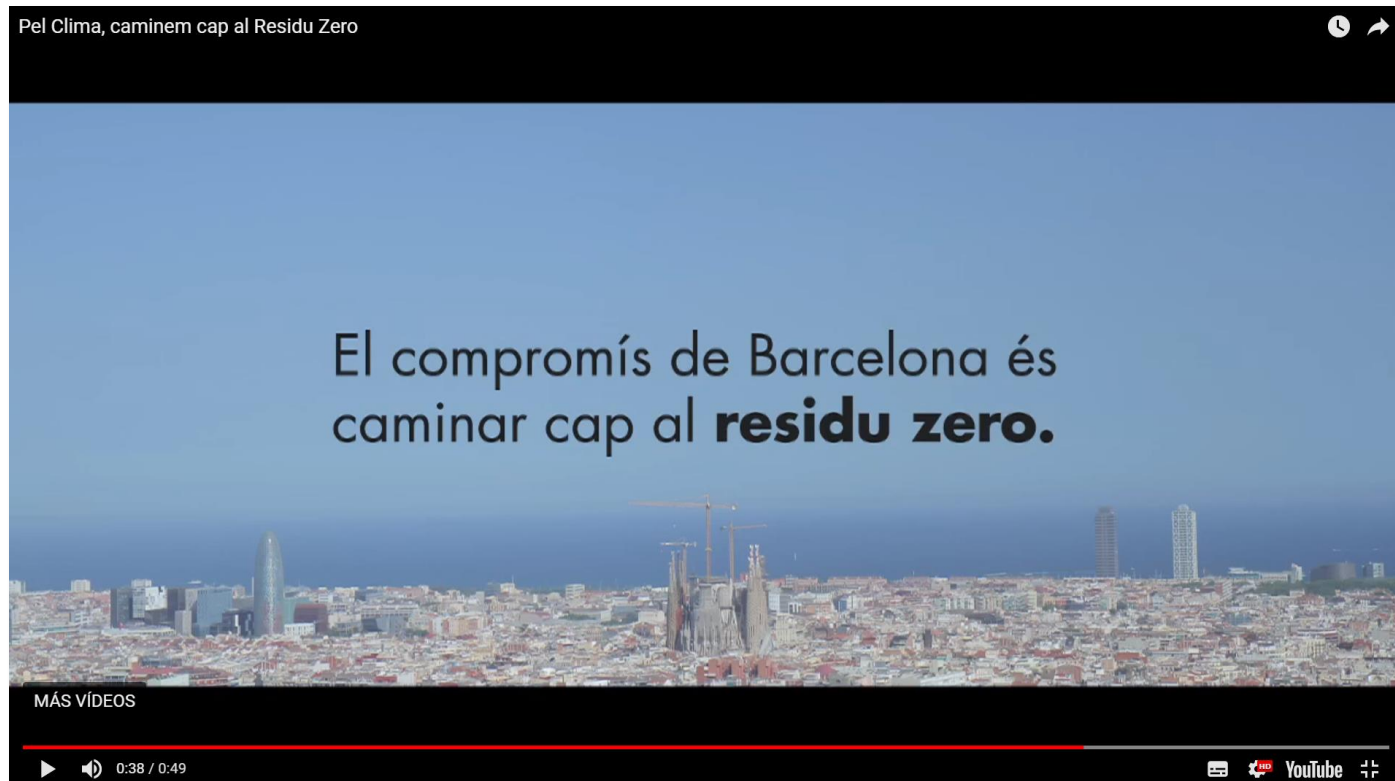 Pel Clima, caminem cap al Residu Zero
El compromís de Barcelona és
caminar cap al residu zero.
MÁS VÍDEOS
0:38 / 0:49
HD
YouTube